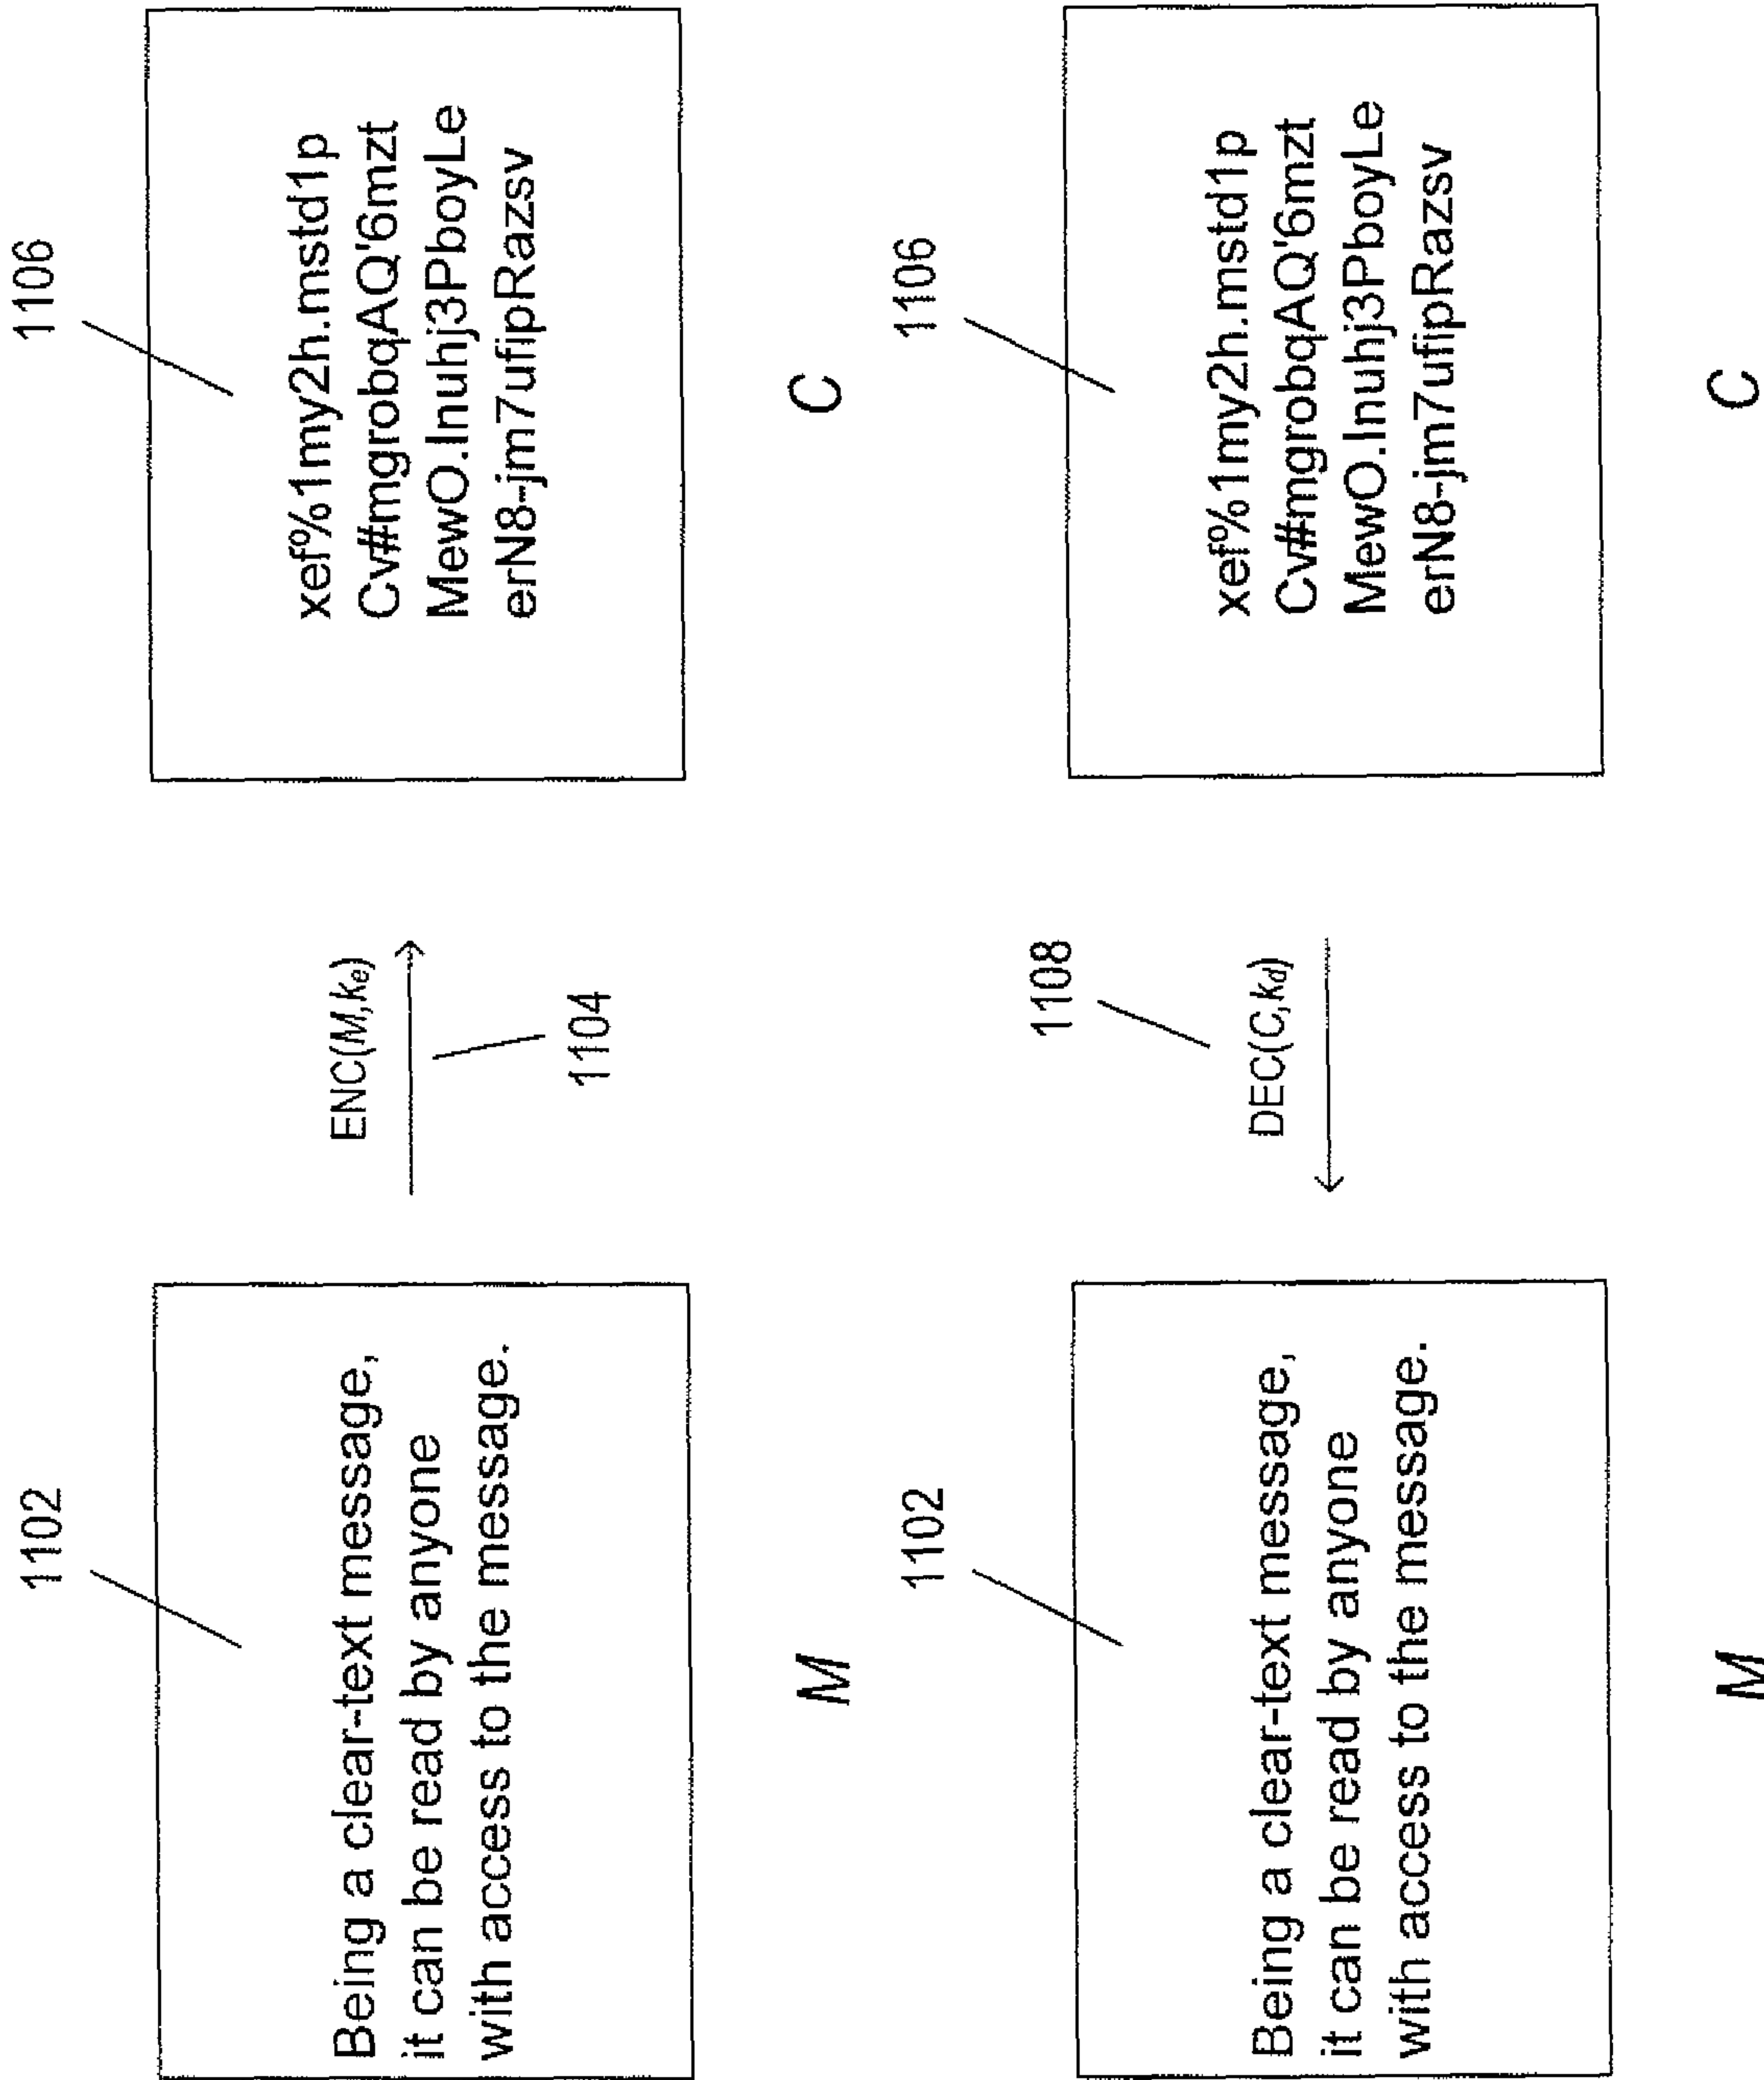 1102
Being a clear-text message,
it can be read by anyone
with access to the message.
M
ENC(M,ke)
1104
1106
xef%1my2h.mstd1p
Cv#mgrobqAQ'6mzt
MewO.Inuhj3PboyLe
erN8-jm7ufipRazsv
C
1102
Being a clear-text message,
it can be read by anyone
with access to the message.
M
1108
DEC(C,kd)
1106
xef%1my2h.mstd1p
Cv#mgrobqAQ'6mzt
MewO.Inuhj3PboyLe
erN8-jm7ufipRazsv
C